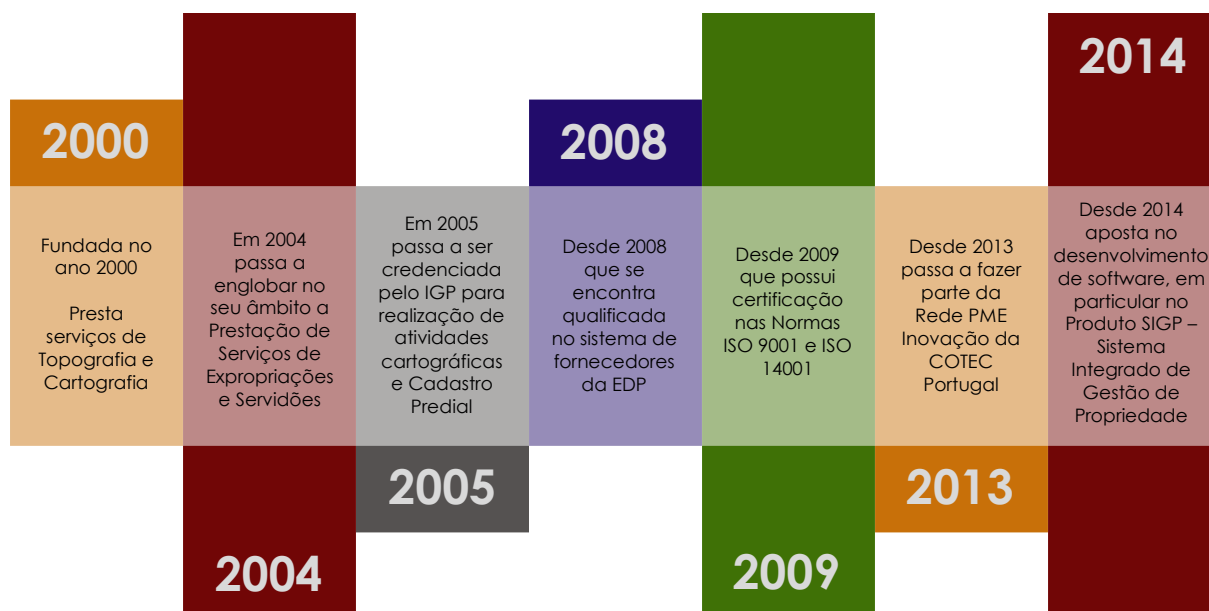 2000
Fundada no
ano 2000
Presta
serviços de
Topografia e
Cartografia
Em 2004
passa a
englobar no
seu âmbito a
Prestação de
Serviços de
Expropriações
e Servidões
2004
Em 2005
passa a ser
credenciada
pelo IGP para
realização de
atividades
cartográficas
e Cadastro
Predial
2005
2008
Desde 2008
que se
encontra
qualificada
no sistema de
fornecedores
da EDP
Desde 2009
que possui
certificação
nas Normas
ISO 9001 e ISO
14001
2009
Desde 2013
passa a fazer
parte da
Rede PME
Inovação da
COTEC
Portugal
2013
2014
Desde 2014
aposta no
desenvolvimento
de software, em
particular no
Produto SIGP –
Sistema
Integrado de
Gestão de
Propriedade